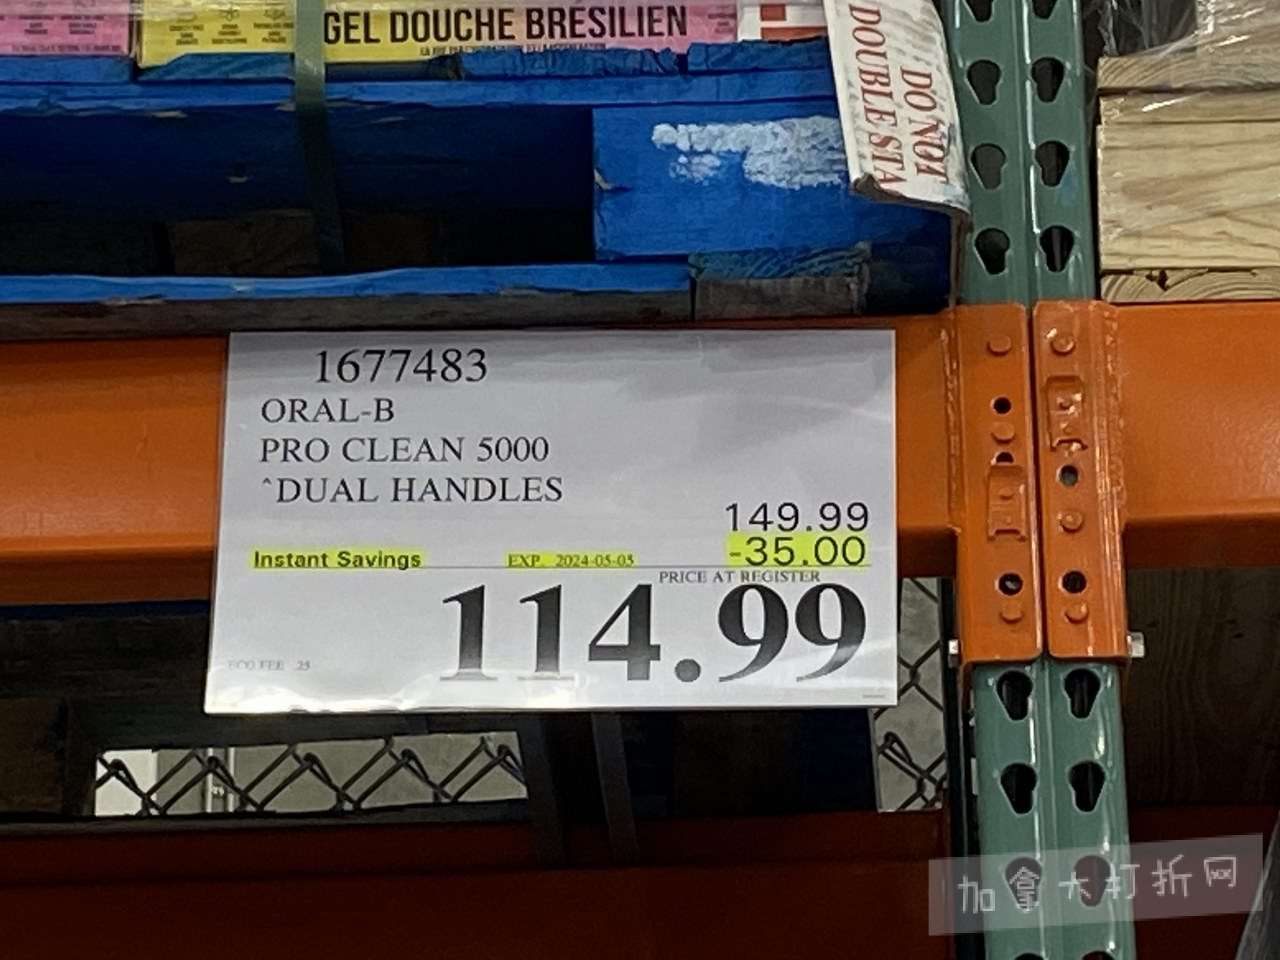 GEL DOUCHE BRÉSILIEN
DO NOT
DOUBLE STA
1677483
ORAL-B
PRO CLEAN 5000
^DUAL HANDLES
149.99
Instant Savings EXP. 2024-05-05 -35.00
PRICE AT REGISTER
114.99
ECO FEE .25
加拿大打折网